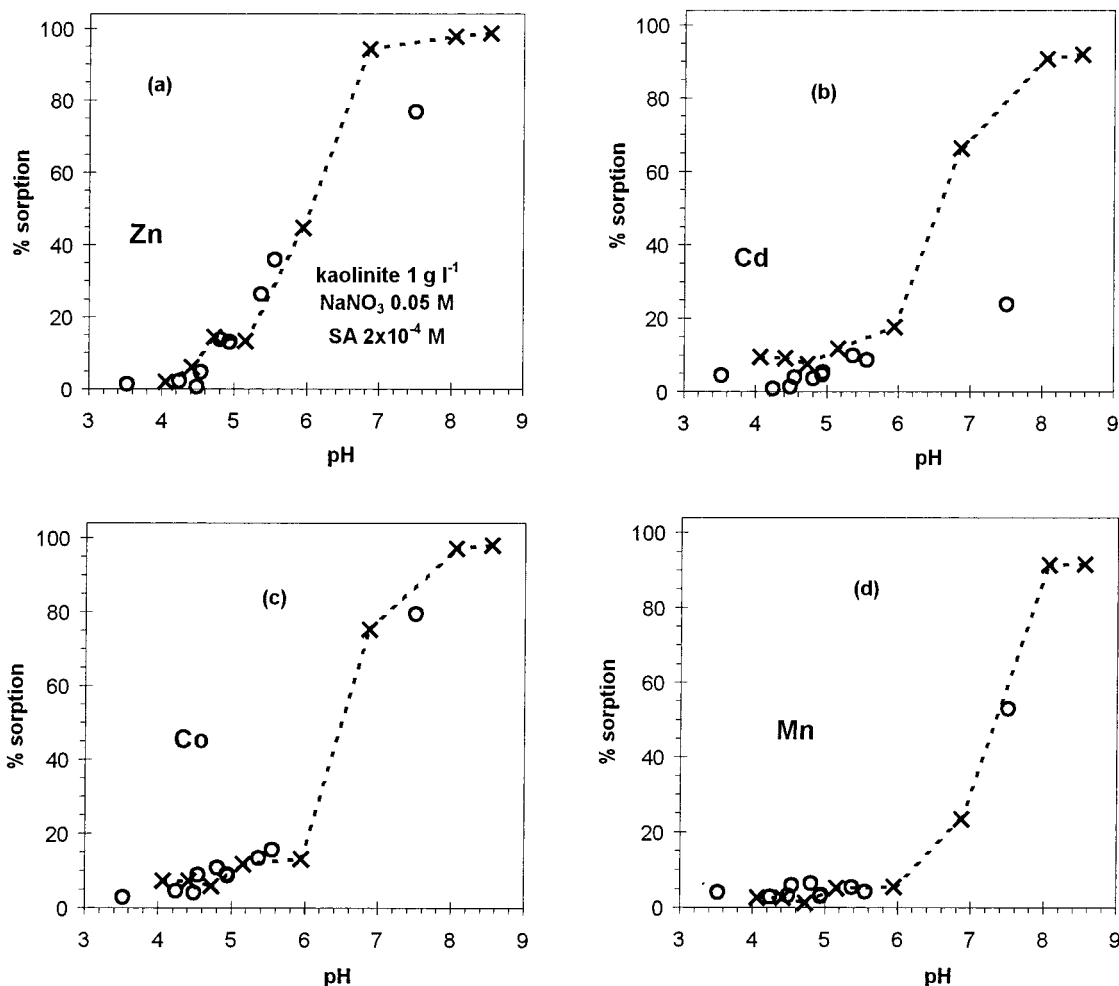 (a)
Zn
kaolinite 1 g l⁻¹
NaNO₃ 0.05 M
SA 2x10⁻⁴ M
% sorption
100
80
60
40
20
0
3 4 5 6 7 8 9
pH
(b)
Cd
% sorption
100
80
60
40
20
0
3 4 5 6 7 8 9
pH
(c)
Co
% sorption
100
80
60
40
20
0
3 4 5 6 7 8 9
pH
(d)
Mn
% sorption
100
80
60
40
20
0
3 4 5 6 7 8 9
pH